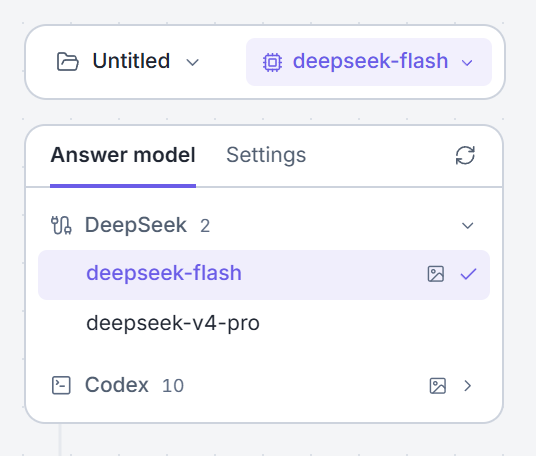 Untitled
deepseek-flash
Answer model
Settings
DeepSeek 2
deepseek-flash
deepseek-v4-pro
Codex 10